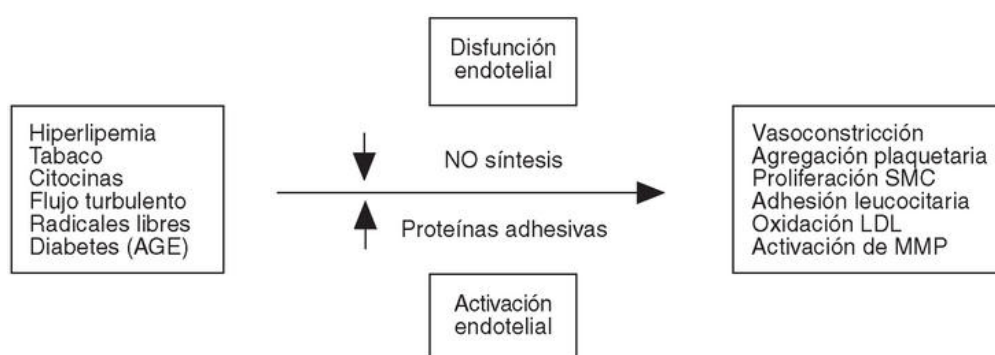 Disfunción
endotelial
Hiperlipemia
Tabaco
Citocinas
Flujo turbulento
Radicales libres
Diabetes (AGE)
NO síntesis
Proteínas adhesivas
Vasoconstricción
Agregación plaquetaria
Proliferación SMC
Adhesión leucocitaria
Oxidación LDL
Activación de MMP
Activación
endotelial